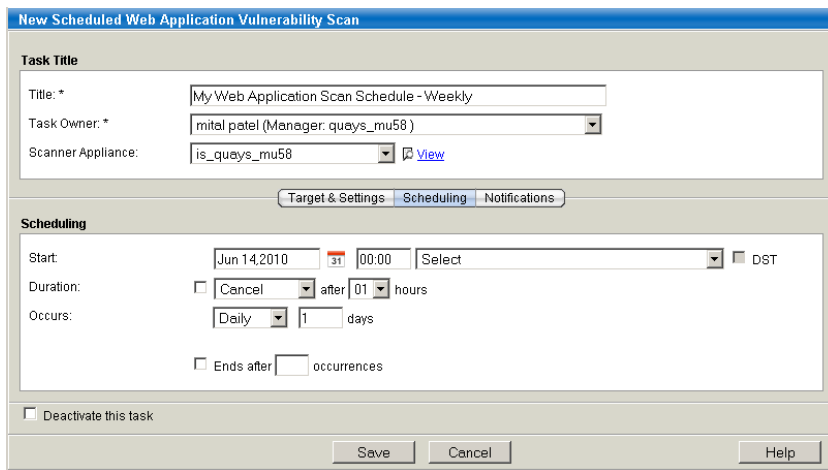 New Scheduled Web Application Vulnerability Scan
Task Title
Title: * My Web Application Scan Schedule - Weekly
Task Owner: * mital patel (Manager: quays_mu58 )
Scanner Appliance: is_quays_mu58 View
Target & Settings Scheduling Notifications
Scheduling
Start: Jun 14,2010 31 00:00 Select DST
Duration: Cancel after 01 hours
Occurs: Daily 1 days
Ends after occurrences
Deactivate this task
Save Cancel Help